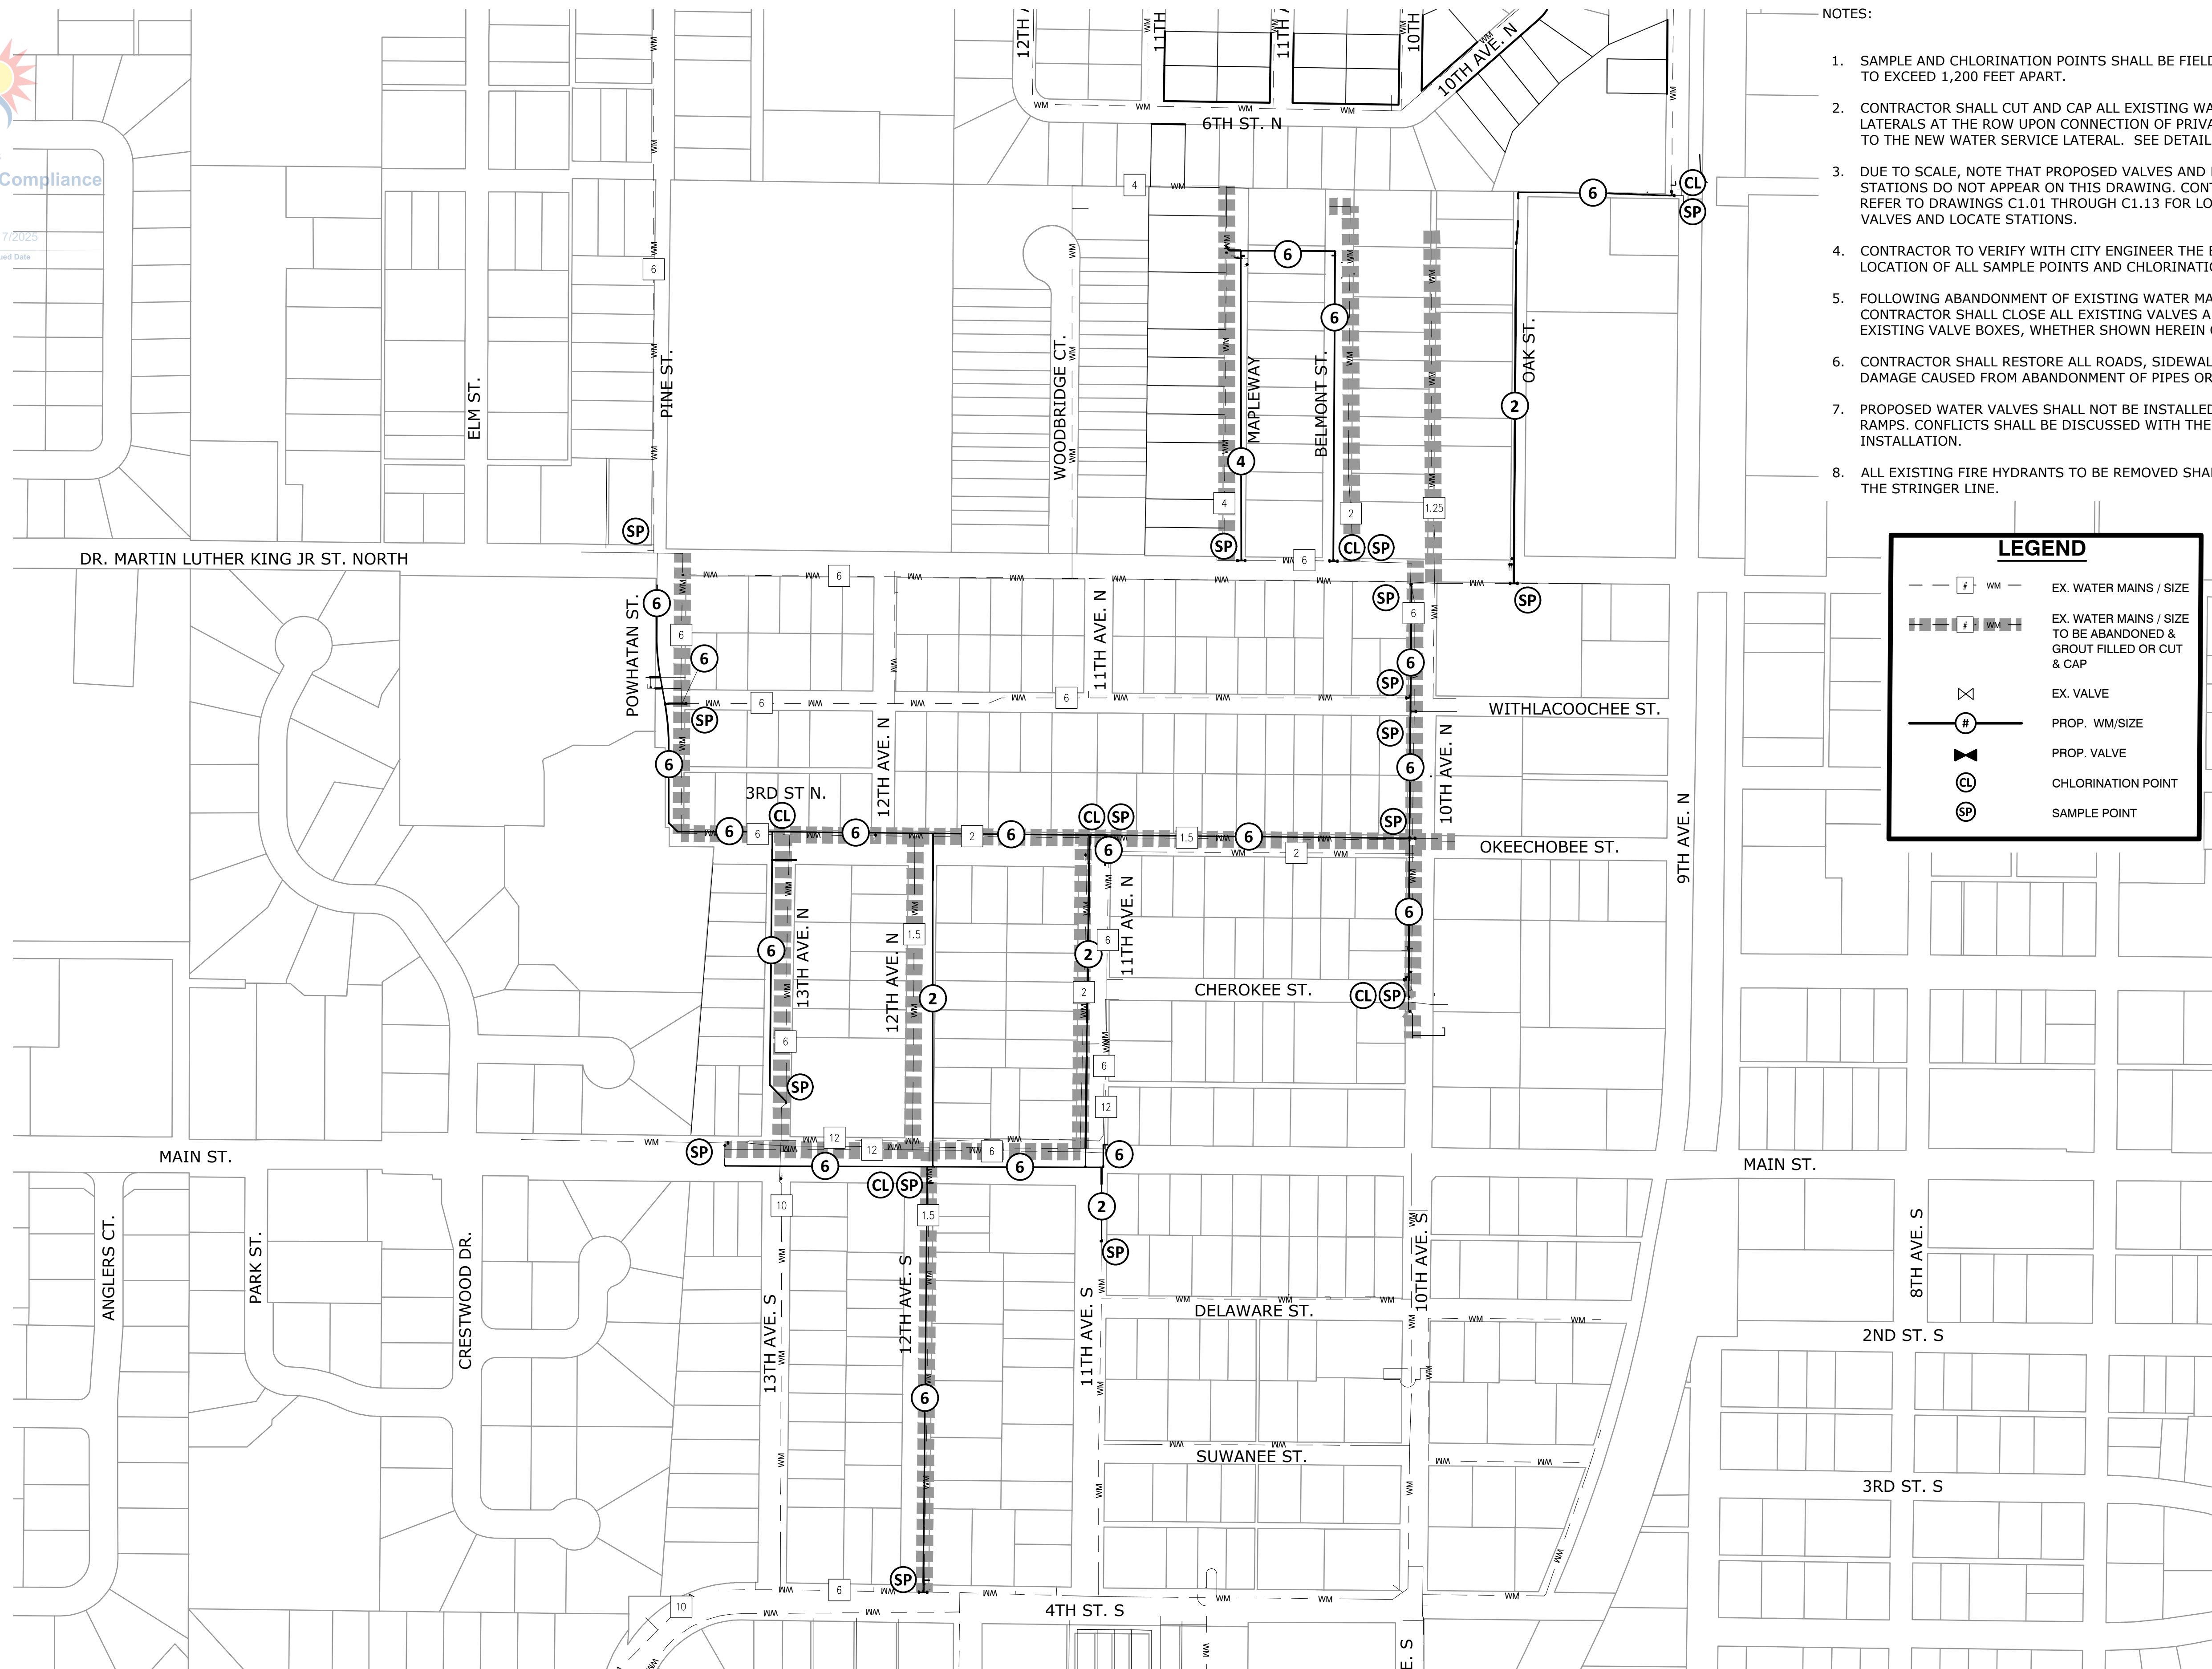 NOTES:
1. SAMPLE AND CHLORINATION POINTS SHALL BE FIELD
TO EXCEED 1,200 FEET APART.
2. CONTRACTOR SHALL CUT AND CAP ALL EXISTING WA
LATERALS AT THE ROW UPON CONNECTION OF PRIVA
TO THE NEW WATER SERVICE LATERAL. SEE DETAIL
3. DUE TO SCALE, NOTE THAT PROPOSED VALVES AND
STATIONS DO NOT APPEAR ON THIS DRAWING. CONT
REFER TO DRAWINGS C1.01 THROUGH C1.13 FOR LO
VALVES AND LOCATE STATIONS.
4. CONTRACTOR TO VERIFY WITH CITY ENGINEER THE E
LOCATION OF ALL SAMPLE POINTS AND CHLORINATIO
5. FOLLOWING ABANDONMENT OF EXISTING WATER MA
CONTRACTOR SHALL CLOSE ALL EXISTING VALVES A
EXISTING VALVE BOXES, WHETHER SHOWN HEREIN
6. CONTRACTOR SHALL RESTORE ALL ROADS, SIDEWAL
DAMAGE CAUSED FROM ABANDONMENT OF PIPES OR
7. PROPOSED WATER VALVES SHALL NOT BE INSTALLED
RAMPS. CONFLICTS SHALL BE DISCUSSED WITH THE
INSTALLATION.
8. ALL EXISTING FIRE HYDRANTS TO BE REMOVED SHA
THE STRINGER LINE.
LEGEND
# WM EX. WATER MAINS / SIZE
# WM EX. WATER MAINS / SIZE
TO BE ABANDONED &
GROUT FILLED OR CUT
& CAP
EX. VALVE
# PROP. WM/SIZE
PROP. VALVE
CL CHLORINATION POINT
SP SAMPLE POINT
Compliance
7/2025
ued Date
12TH A
11TH
11TH A
10TH
10TH AVE. N
6TH ST. N
ELM ST.
PINE ST.
WOODBRIDGE CT.
MAPLEWAY
BELMONT ST.
OAK ST.
DR. MARTIN LUTHER KING JR ST. NORTH
POWHATAN ST.
11TH AVE. N
WITHLACOOCHEE ST.
12TH AVE. N
10TH AVE. N
3RD ST N.
OKEECHOBEE ST.
9TH AVE. N
13TH AVE. N
12TH AVE. N
11TH AVE. N
CHEROKEE ST.
MAIN ST.
MAIN ST.
ANGLERS CT.
PARK ST.
CRESTWOOD DR.
13TH AVE. S
12TH AVE. S
11TH AVE. S
10TH AVE. S
8TH AVE. S
DELAWARE ST.
2ND ST. S
SUWANEE ST.
3RD ST. S
4TH ST. S
E. S